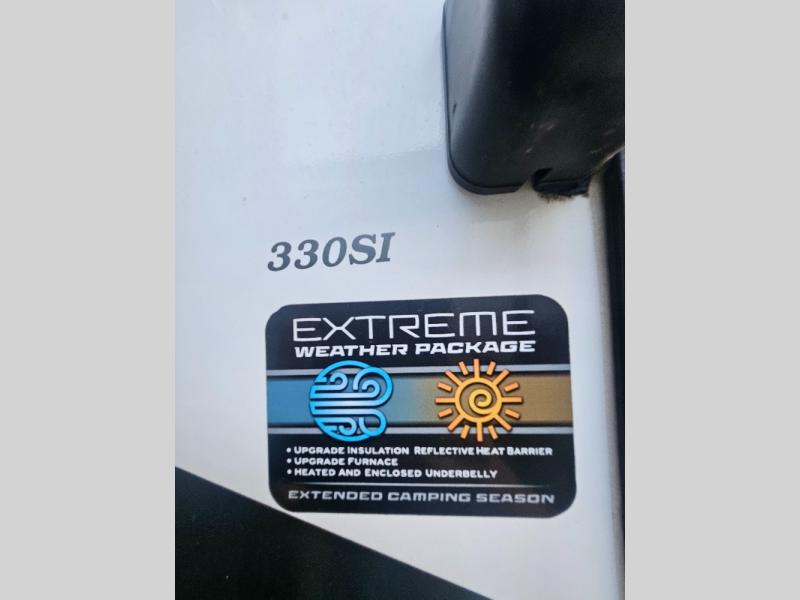 330SI
EXTREME
WEATHER PACKAGE
• UPGRADE INSULATION REFLECTIVE HEAT BARRIER
• UPGRADE FURNACE
• HEATED AND ENCLOSED UNDERBELLY
EXTENDED CAMPING SEASON